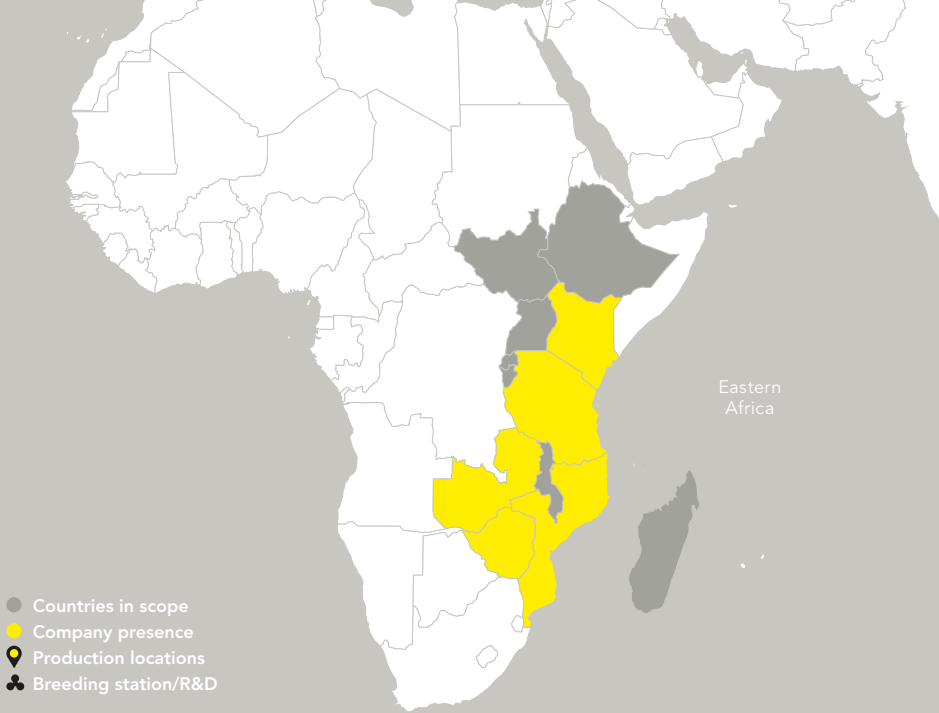 Eastern
Africa
Countries in scope
Company presence
Production locations
Breeding station/R&D